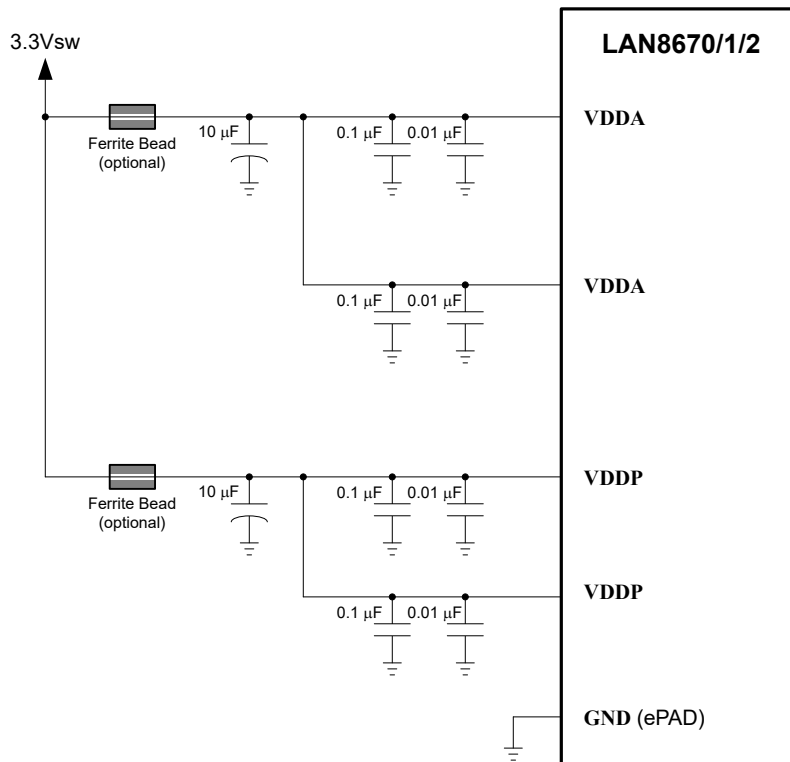 3.3Vsw
LAN8670/1/2
VDDA
10 μF
0.1 μF
0.01 μF
Ferrite Bead
(optional)
VDDA
0.1 μF
0.01 μF
VDDP
10 μF
0.1 μF
0.01 μF
Ferrite Bead
(optional)
VDDP
0.1 μF
0.01 μF
GND (ePAD)